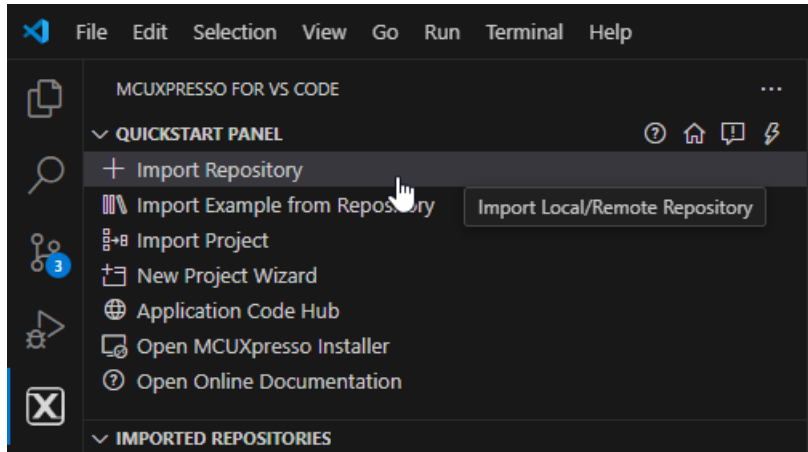 File Edit Selection View Go Run Terminal Help
MCUXPRESSO FOR VS CODE
QUICKSTART PANEL
Import Repository
Import Example from Repository
Import Local/Remote Repository
Import Project
3
New Project Wizard
Application Code Hub
Open MCUXpresso Installer
Open Online Documentation
IMPORTED REPOSITORIES